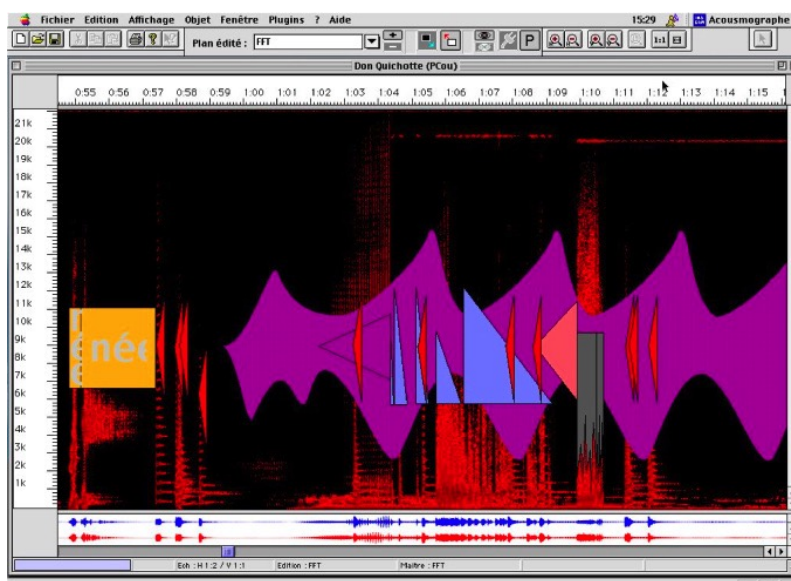 Fichier Edition Affichage Objet Fenêtre Plugins ? Aide 15:29 Acousmographe
Plan édité : FFT P 1:1
Don Quichotte (PCou)
0:55 0:56 0:57 0:58 0:59 1:00 1:01 1:02 1:03 1:04 1:05 1:06 1:07 1:08 1:09 1:10 1:11 1:12 1:13 1:14 1:15
21k
20k
19k
18k
17k
16k
15k
14k
13k
12k
11k
10k
9k
8k
7k
6k
5k
4k
3k
2k
1k
née
Ech : H 1:2 / V 1:1 Edition : FFT Maître : FFT